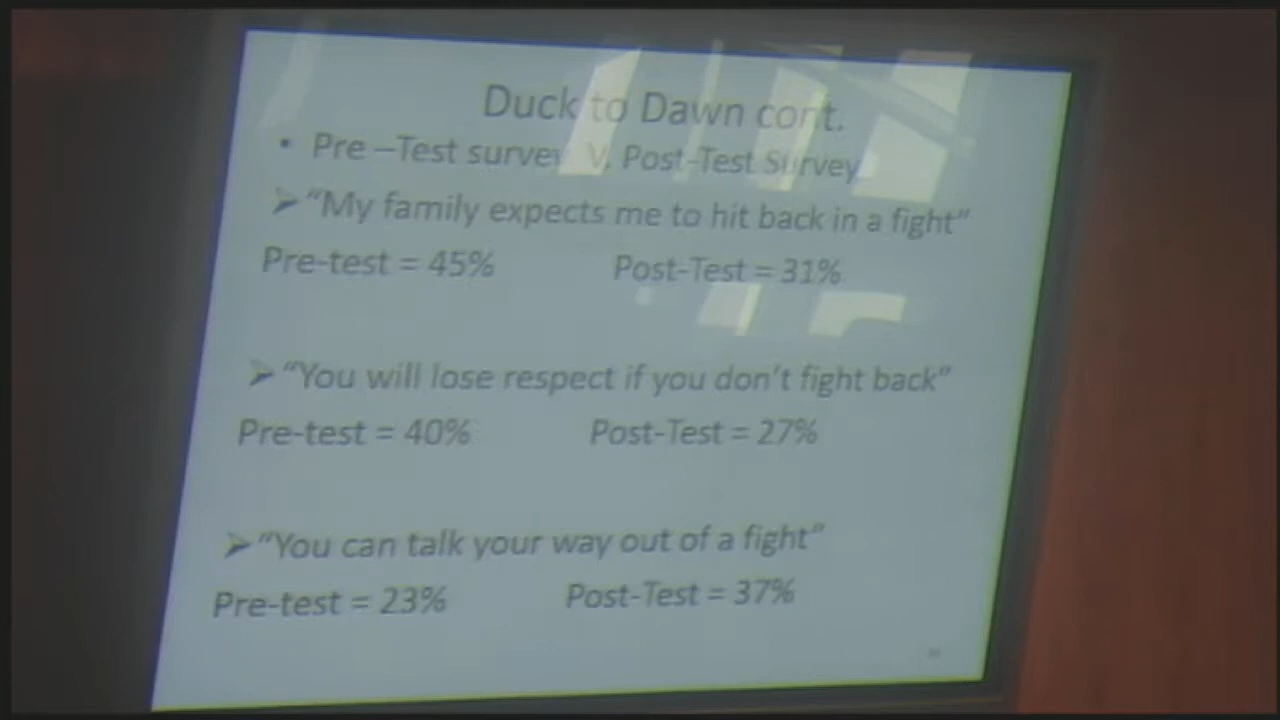 Duck to Dawn cont.
• Pre –Test survey V. Post-Test Survey
➢ “My family expects me to hit back in a fight”
Pre-test = 45% Post-Test = 31%
➢ “You will lose respect if you don’t fight back”
Pre-test = 40% Post-Test = 27%
➢ “You can talk your way out of a fight”
Pre-test = 23% Post-Test = 37%